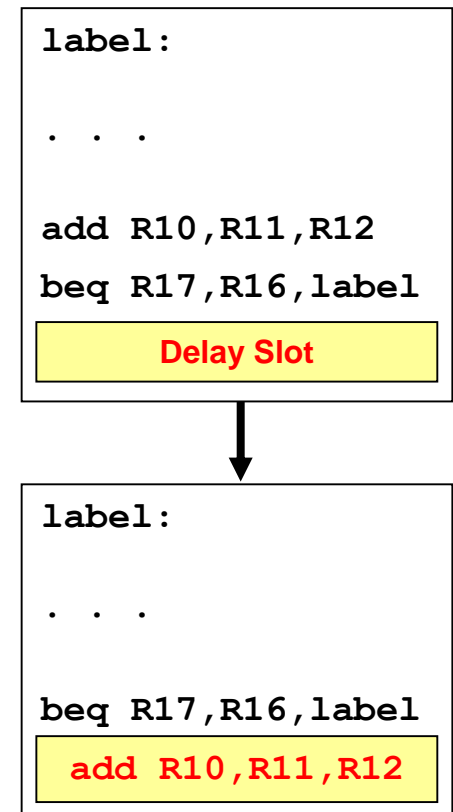 label:
. . .
add R10,R11,R12
beq R17,R16,label
Delay Slot
label:
. . .
beq R17,R16,label
add R10,R11,R12